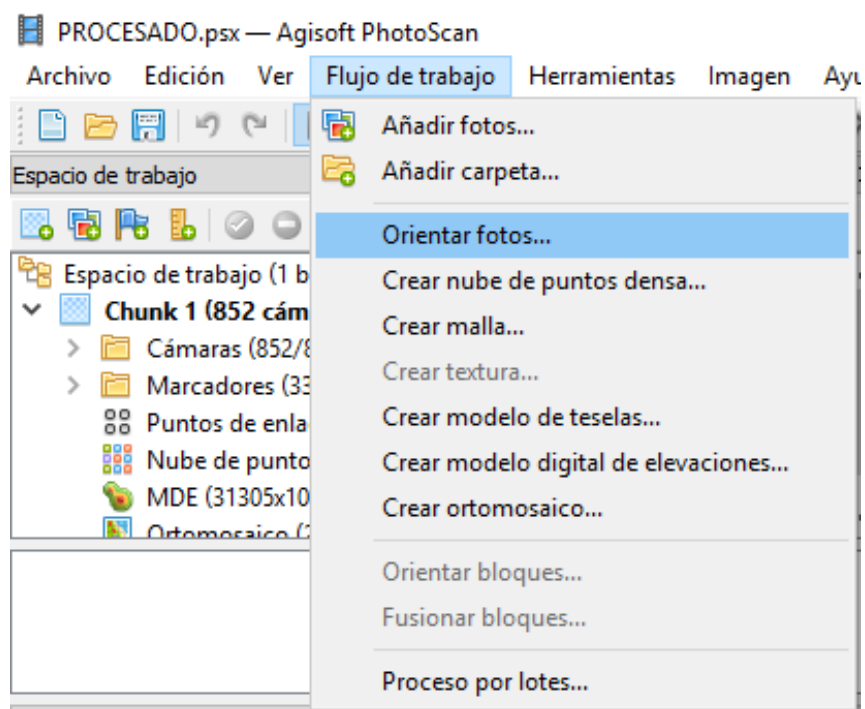 PROCESADO.psx — Agisoft PhotoScan
Archivo Edición Ver Flujo de trabajo Herramientas Imagen
Espacio de trabajo
Espacio de trabajo (1 b
Chunk 1 (852 cám
Cámaras (852/8
Marcadores (33
Puntos de enla
Nube de punto
MDE (31305x10
Ortomosaico (2
Añadir fotos...
Añadir carpeta...
Orientar fotos...
Crear nube de puntos densa...
Crear malla...
Crear textura...
Crear modelo de teselas...
Crear modelo digital de elevaciones...
Crear ortomosaico...
Orientar bloques...
Fusionar bloques...
Proceso por lotes...